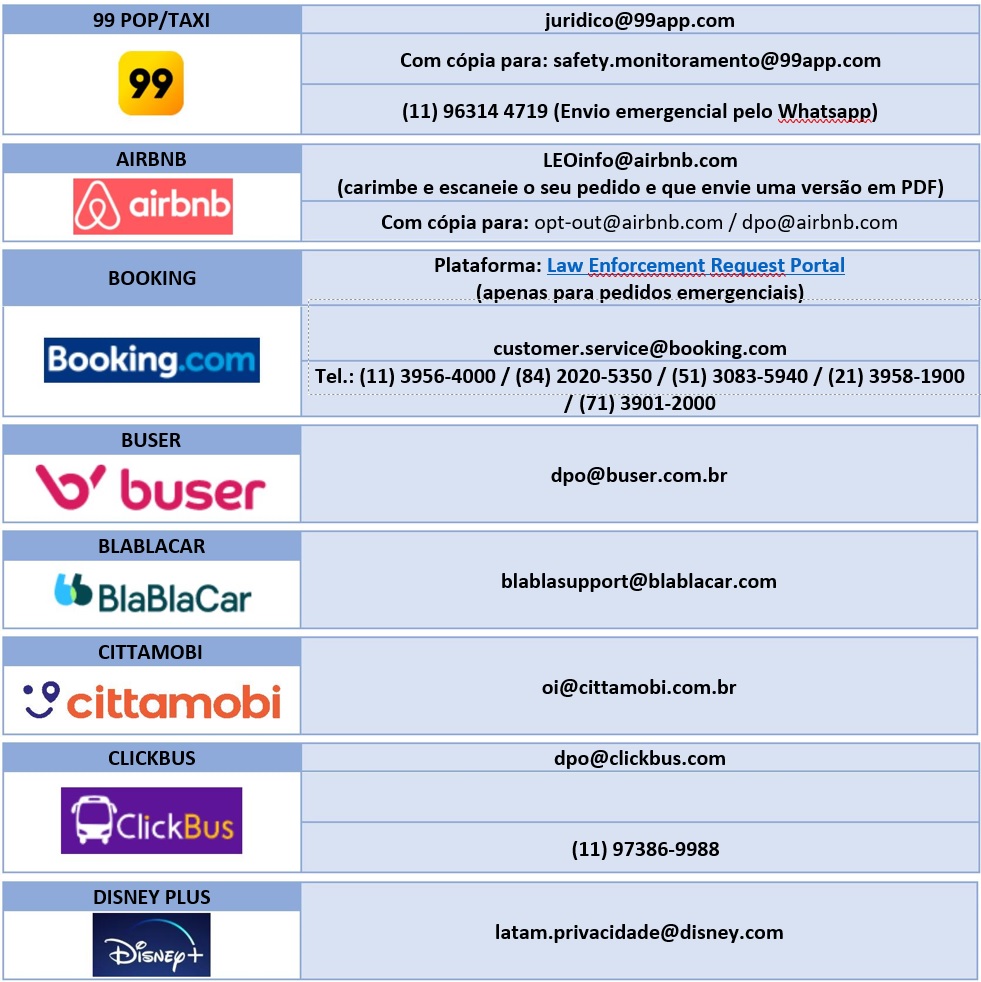 99 POP/TAXI
juridico@99app.com
99
Com cópia para: safety.monitoramento@99app.com
(11) 96314 4719 (Envio emergencial pelo Whatsapp)
AIRBNB
LEOinfo@airbnb.com
(carimbe e escaneie o seu pedido e que envie uma versão em PDF)
airbnb
Com cópia para: opt-out@airbnb.com / dpo@airbnb.com
BOOKING
Plataforma: Law Enforcement Request Portal
(apenas para pedidos emergenciais)
Booking.com
customer.service@booking.com
Tel.: (11) 3956-4000 / (84) 2020-5350 / (51) 3083-5940 / (21) 3958-1900
/ (71) 3901-2000
BUSER
buser
dpo@buser.com.br
BLABLACAR
BlaBlaCar
blablasupport@blablacar.com
CITTAMOBI
cittamobi
oi@cittamobi.com.br
CLICKBUS
dpo@clickbus.com
ClickBus
(11) 97386-9988
DISNEY PLUS
Disney+
latam.privacidade@disney.com